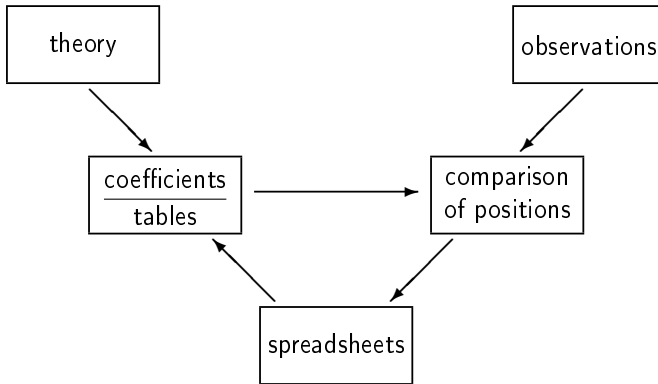 theory
observations
coefficients
tables
comparison
of positions
spreadsheets